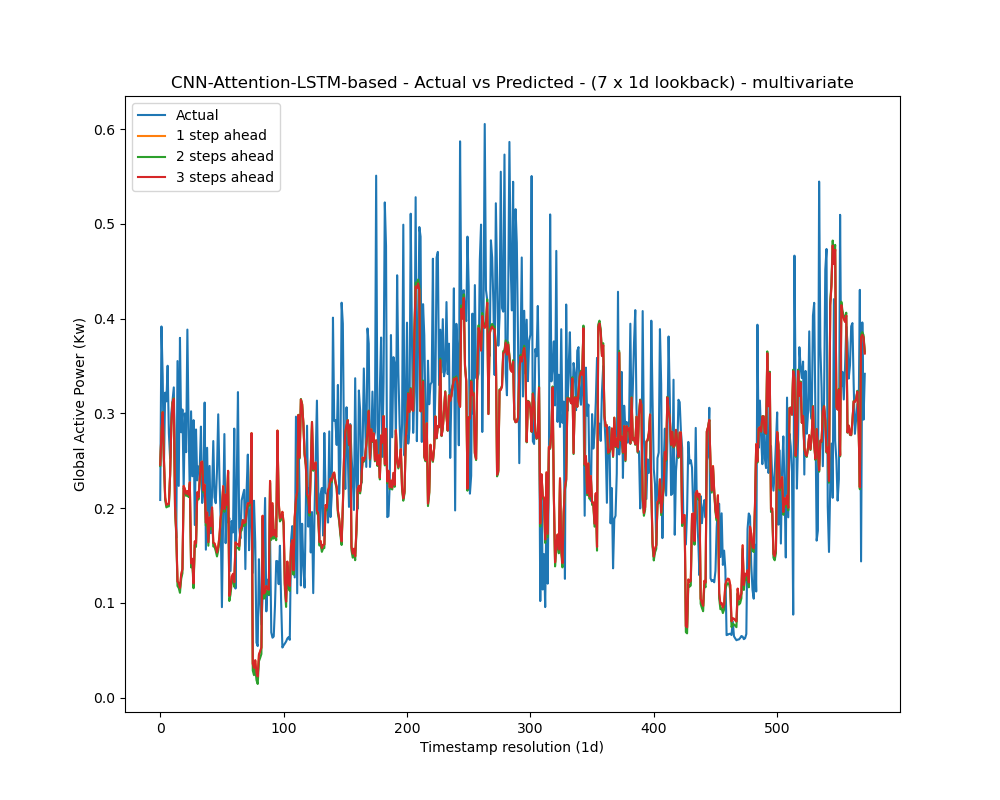 CNN-Attention-LSTM-based - Actual vs Predicted - (7 x 1d lookback) - multivariate
Actual
1 step ahead
2 steps ahead
3 steps ahead
0.6
0.5
0.4
0.3
0.2
0.1
0.0
Global Active Power (Kw)
0 100 200 300 400 500
Timestamp resolution (1d)